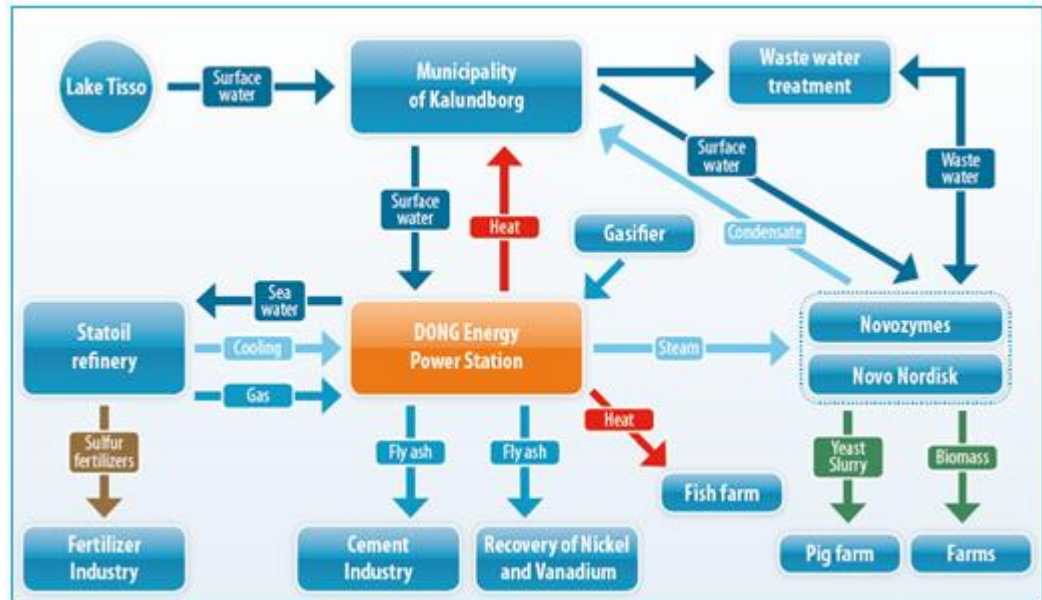 Lake Tisso
Surface
water
Municipality
of Kalundborg
Waste water
treatment
Surface
water
Heat
Gasifier
Condensate
Surface
water
Waste
water
Sea
water
Statoil
refinery
Cooling
Gas
DONG Energy
Power Station
Steam
Novozymes
Novo Nordisk
Sulfur
fertilizers
Fly ash
Fly ash
Heat
Yeast
Slurry
Biomass
Fish farm
Fertilizer
Industry
Cement
Industry
Recovery of Nickel
and Vanadium
Pig farm
Farms